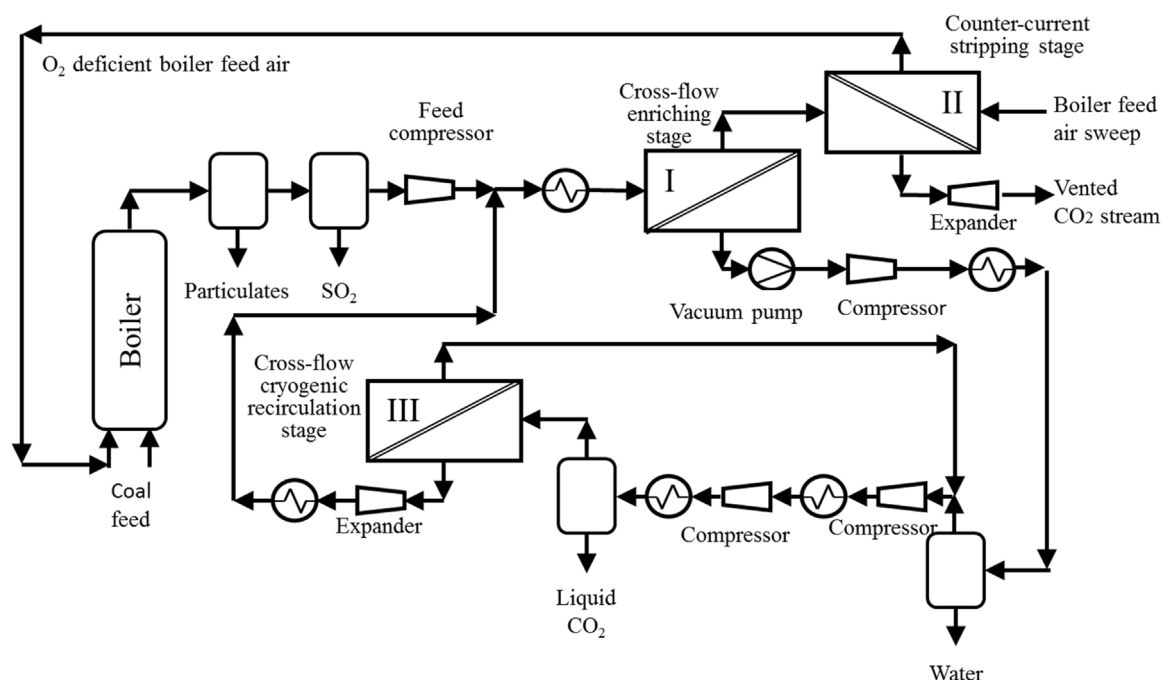 Counter-current
stripping stage
O2 deficient boiler feed air
Cross-flow
enriching
stage
Feed
compressor
II
Boiler feed
air sweep
I
Vented
CO2 stream
Expander
Boiler
Particulates
SO2
Vacuum pump
Compressor
Cross-flow
cryogenic
recirculation
stage
III
Coal
feed
Expander
Compressor
Compressor
Liquid
CO2
Water